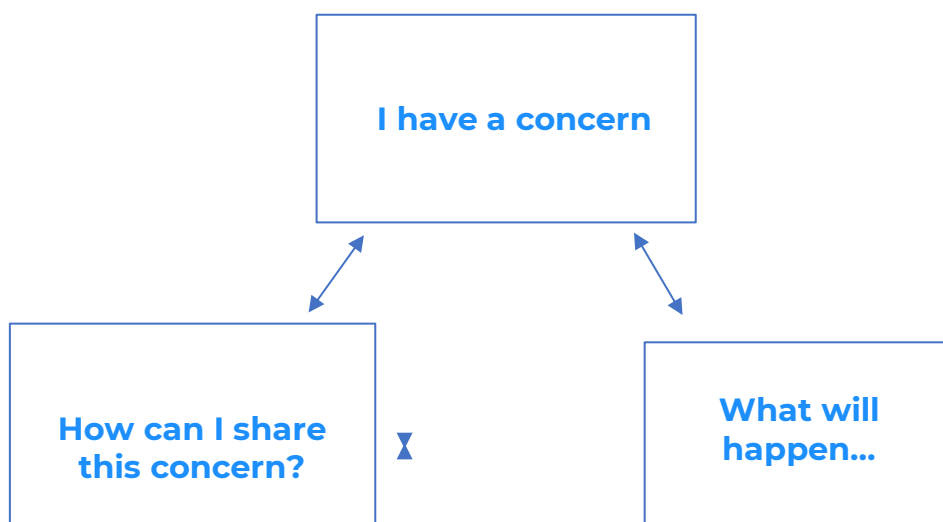 I have a concern
How can I share
this concern?
What will
happen...